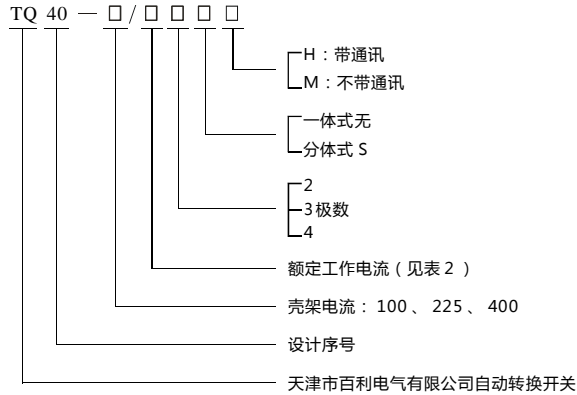 TQ 40 — □ / □ □ □ □
H：带通讯
M：不带通讯
一体式无
分体式 S
2
3极数
4
额定工作电流（见表 2 ）
壳架电流： 100 、 225 、 400
设计序号
天津市百利电气有限公司自动转换开关